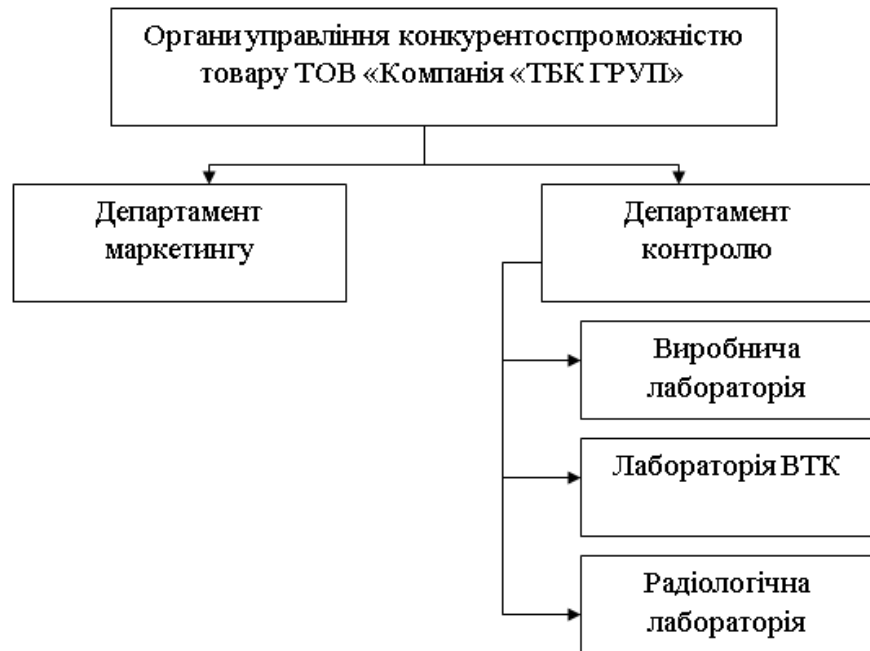 Органи управління конкурентоспроможністю
товару ТОВ «Компанія «ТБК ГРУП»
Департамент
маркетингу
Департамент
контролю
Виробнича
лабораторія
Лабораторія ВТК
Радіологічна
лабораторія